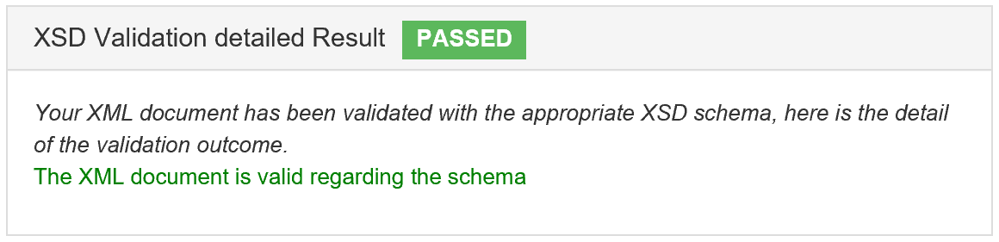 XSD Validation detailed Result PASSED
Your XML document has been validated with the appropriate XSD schema, here is the detail
of the validation outcome.
The XML document is valid regarding the schema